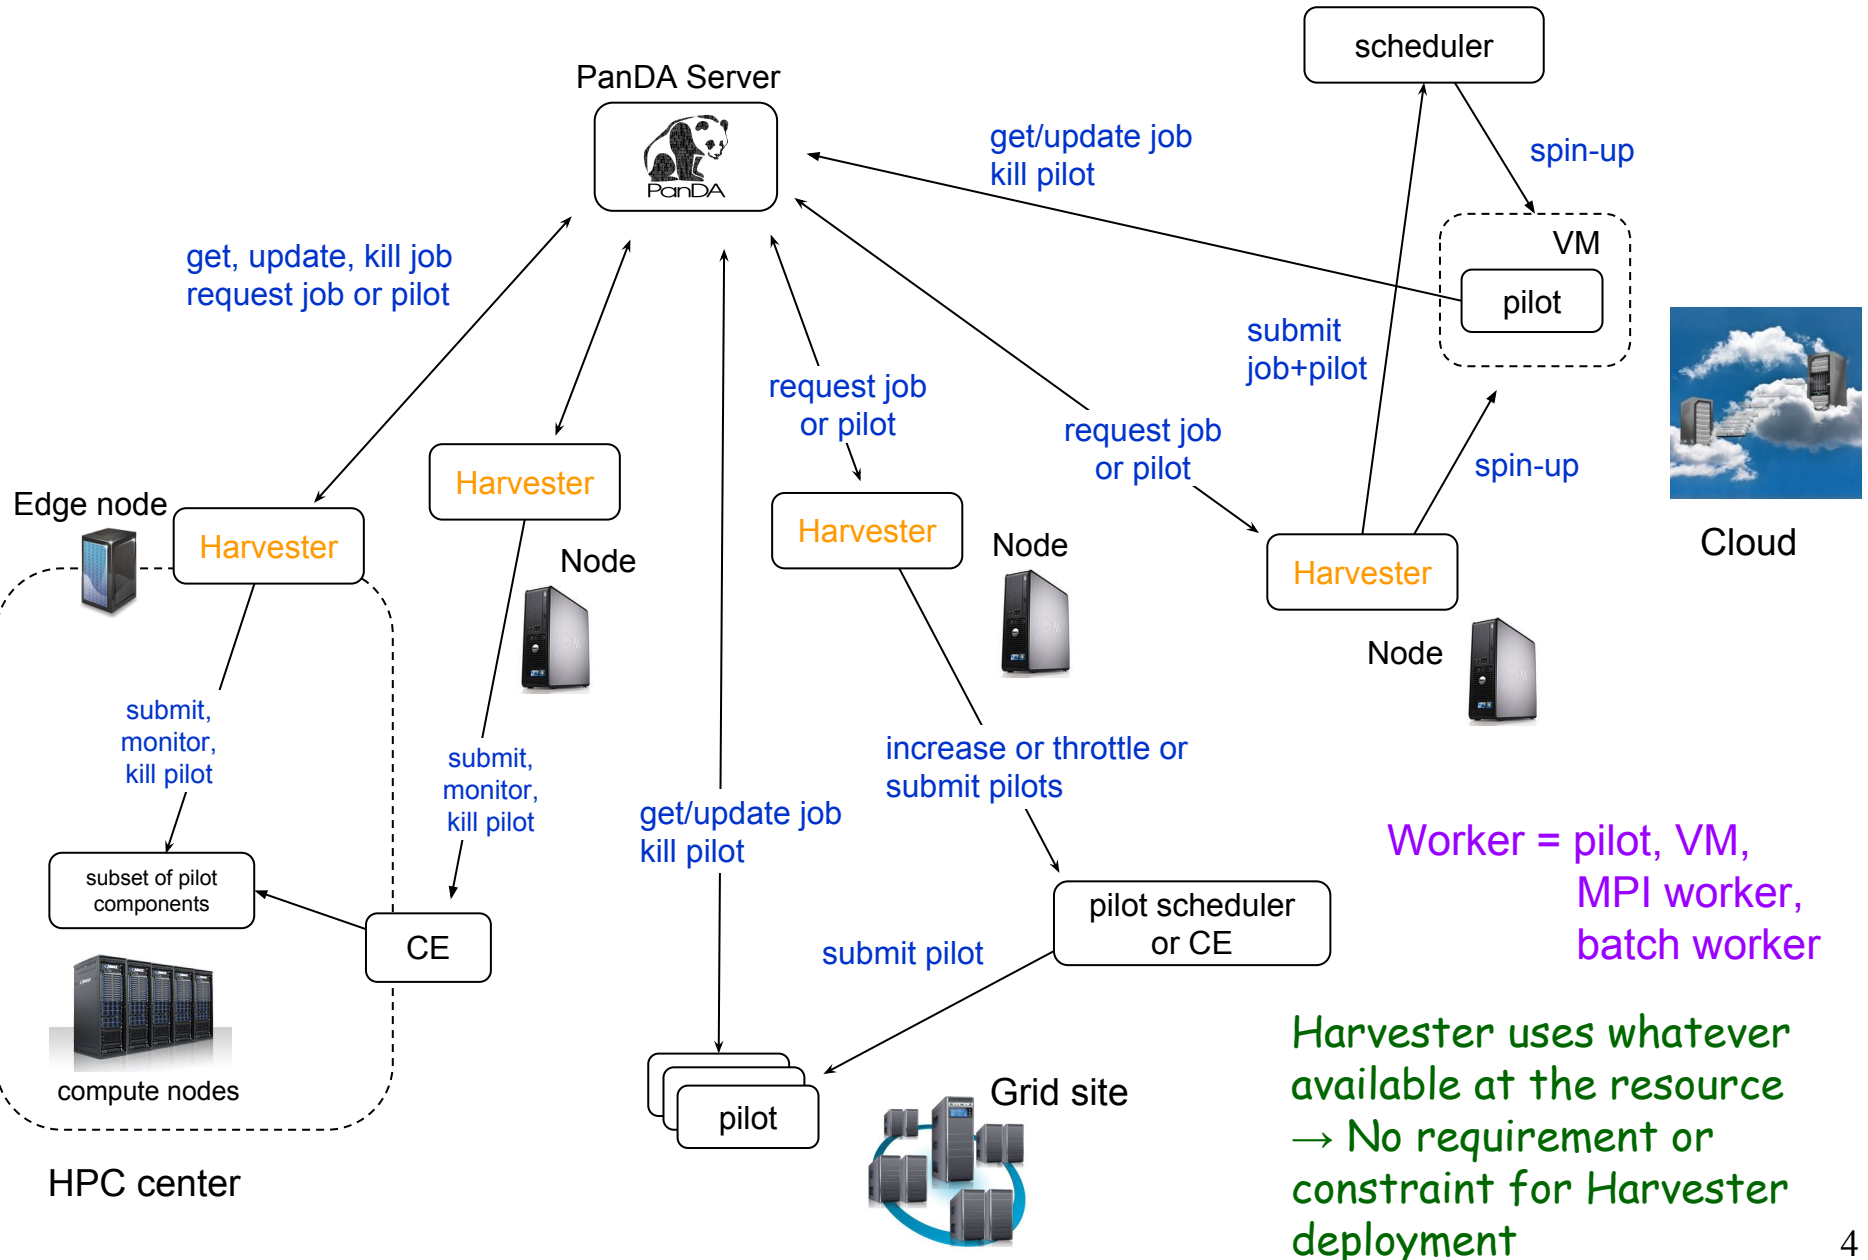 scheduler
PanDA Server
PanDA
get/update job
kill pilot
spin-up
VM
pilot
get, update, kill job
request job or pilot
submit
job+pilot
request job
or pilot
request job
or pilot
spin-up
Harvester
Edge node
Harvester
Harvester
Harvester
Node
Node
Cloud
Node
submit,
monitor,
kill pilot
submit,
monitor,
kill pilot
increase or throttle or
submit pilots
get/update job
kill pilot
Worker = pilot, VM,
MPI worker,
batch worker
subset of pilot
components
CE
pilot scheduler
or CE
submit pilot
compute nodes
pilot
Grid site
HPC center
Harvester uses whatever
available at the resource
→ No requirement or
constraint for Harvester
deployment
4